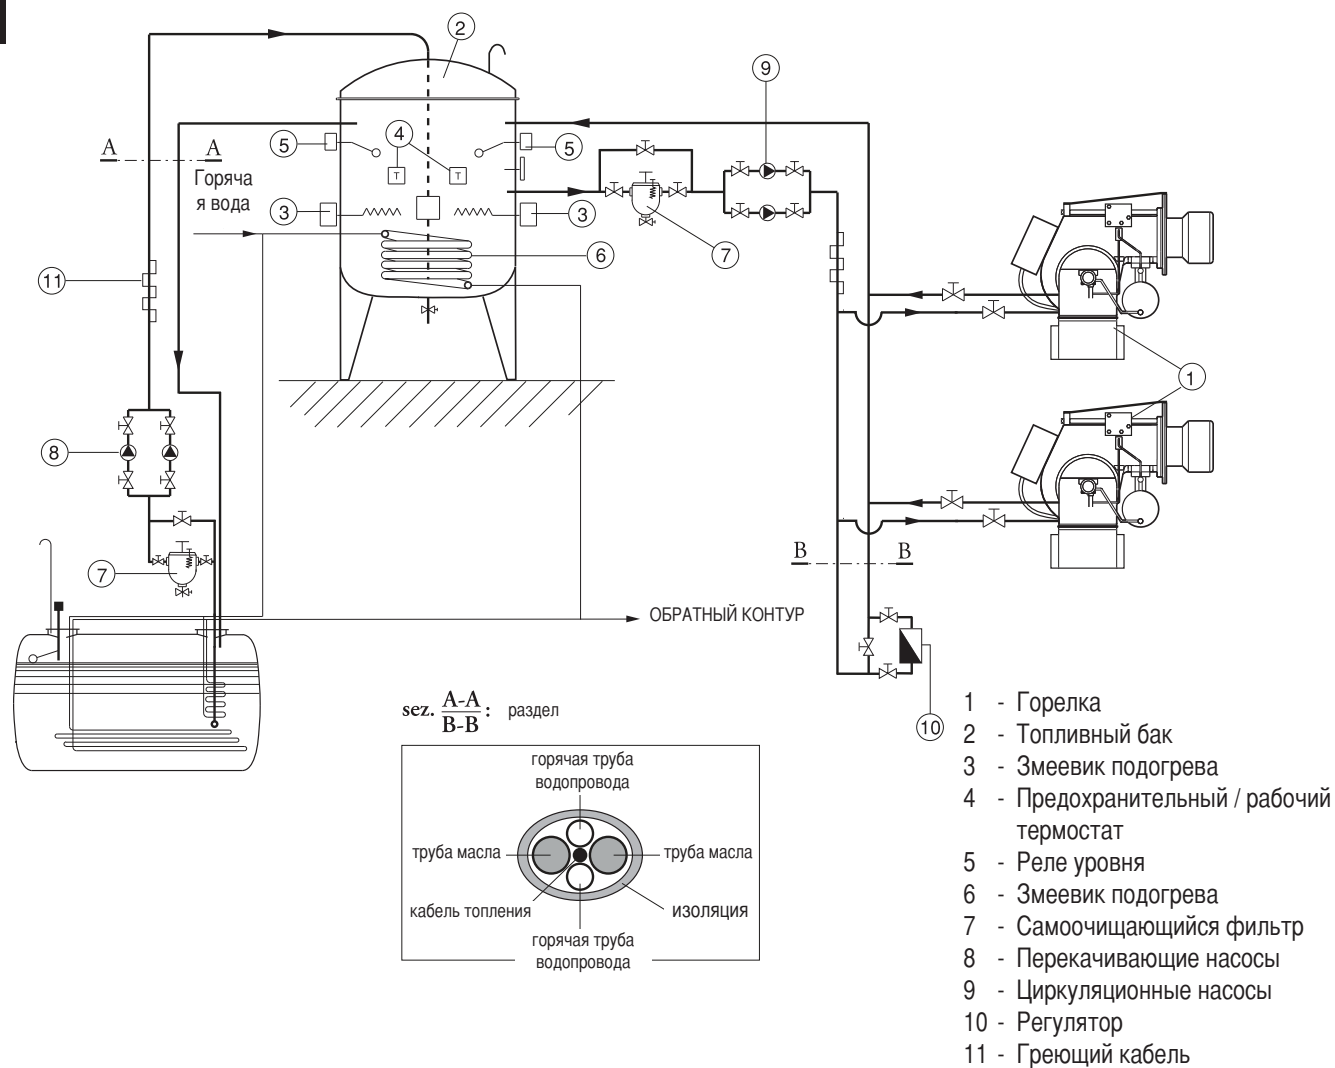 2
9
A
A
5
4
5
T
T
Горяча
я вода
3
3
7
6
11
1
8
7
B
B
ОБРАТНЫЙ КОНТУР
10
sez. A-A
B-B : раздел
горячая труба
водопровода
труба масла
труба масла
кабель топления
изоляция
горячая труба
водопровода
1 - Горелка
2 - Топливный бак
3 - Змеевик подогрева
4 - Предохранительный / рабочий
термостат
5 - Реле уровня
6 - Змеевик подогрева
7 - Самоочищающийся фильтр
8 - Перекачивающие насосы
9 - Циркуляционные насосы
10 - Регулятор
11 - Греющий кабель